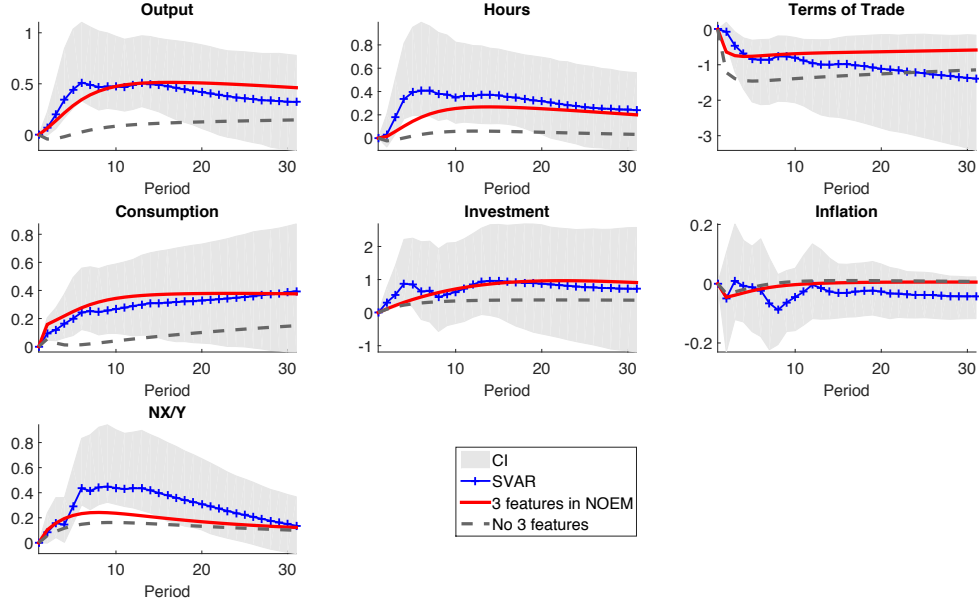 Output
1
0.5
0
10 20 30
Period
Hours
0.8
0.6
0.4
0.2
0
10 20 30
Period
Terms of Trade
0
-1
-2
-3
10 20 30
Period
Consumption
0.8
0.6
0.4
0.2
0
10 20 30
Period
Investment
2
1
0
-1
10 20 30
Period
Inflation
0.2
0
-0.2
10 20 30
Period
NX/Y
0.8
0.6
0.4
0.2
0
10 20 30
Period
CI
SVAR
3 features in NOEM
No 3 features